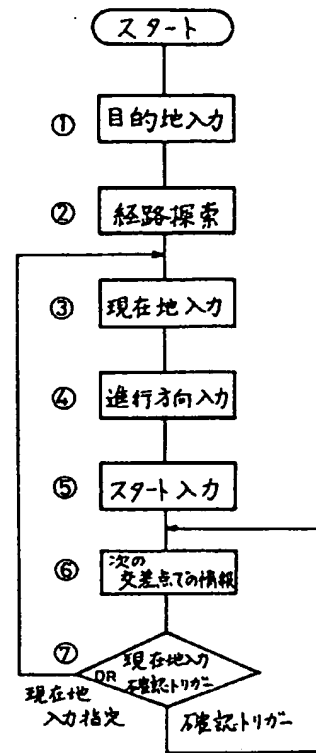 スタート
① 目的地入力
② 経路探索
③ 現在地入力
④ 進行方向入力
⑤ スタート入力
⑥ 次の
交差点での情報
⑦ 現在地入力
OR 確認トリガー
現在地
入力指定
確認トリガー